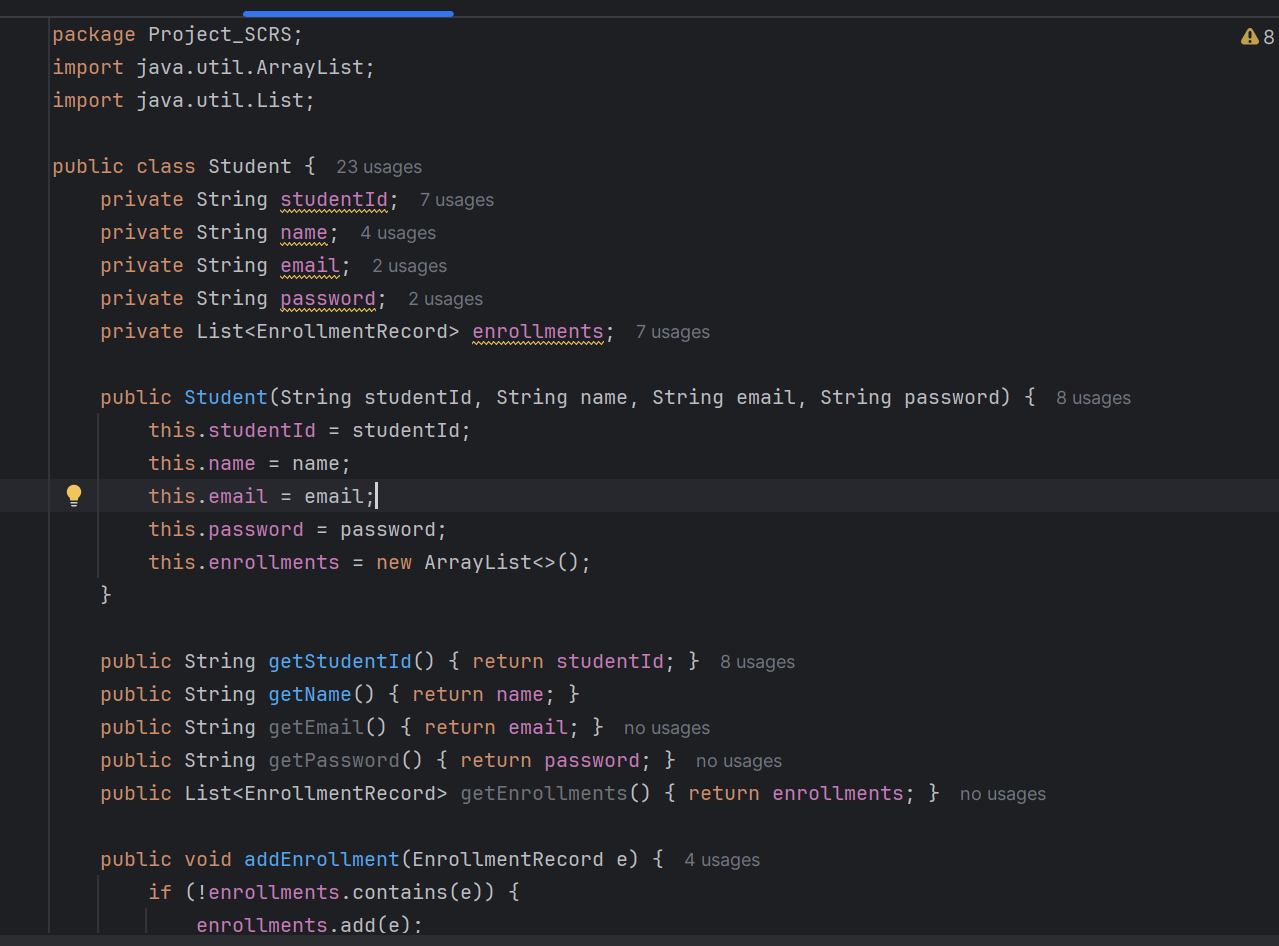 package Project_SCRS;
8
import java.util.ArrayList;
import java.util.List;
public class Student { 23 usages
private String studentId; 7 usages
private String name; 4 usages
private String email; 2 usages
private String password; 2 usages
private List<EnrollmentRecord> enrollments; 7 usages
public Student(String studentId, String name, String email, String password) { 8 usages
this.studentId = studentId;
this.name = name;
this.email = email;
this.password = password;
this.enrollments = new ArrayList<>();
}
public String getStudentId() { return studentId; } 8 usages
public String getName() { return name; }
public String getEmail() { return email; } no usages
public String getPassword() { return password; } no usages
public List<EnrollmentRecord> getEnrollments() { return enrollments; } no usages
public void addEnrollment(EnrollmentRecord e) { 4 usages
if (!enrollments.contains(e)) {
enrollments.add(e);